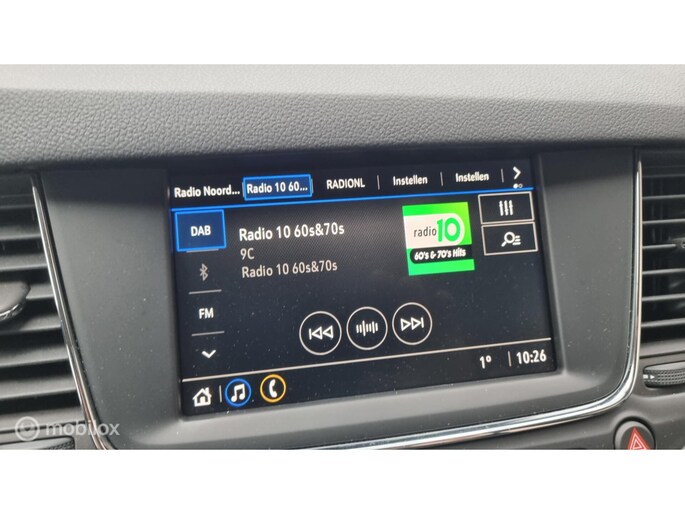 Radio Noord... Radio 10 60... RADIONL Instellen Instellen
DAB
Radio 10 60s&70s
9C
Radio 10 60s&70s
radio 10
60's & 70's Hits
FM
1° 10:26
mobilox